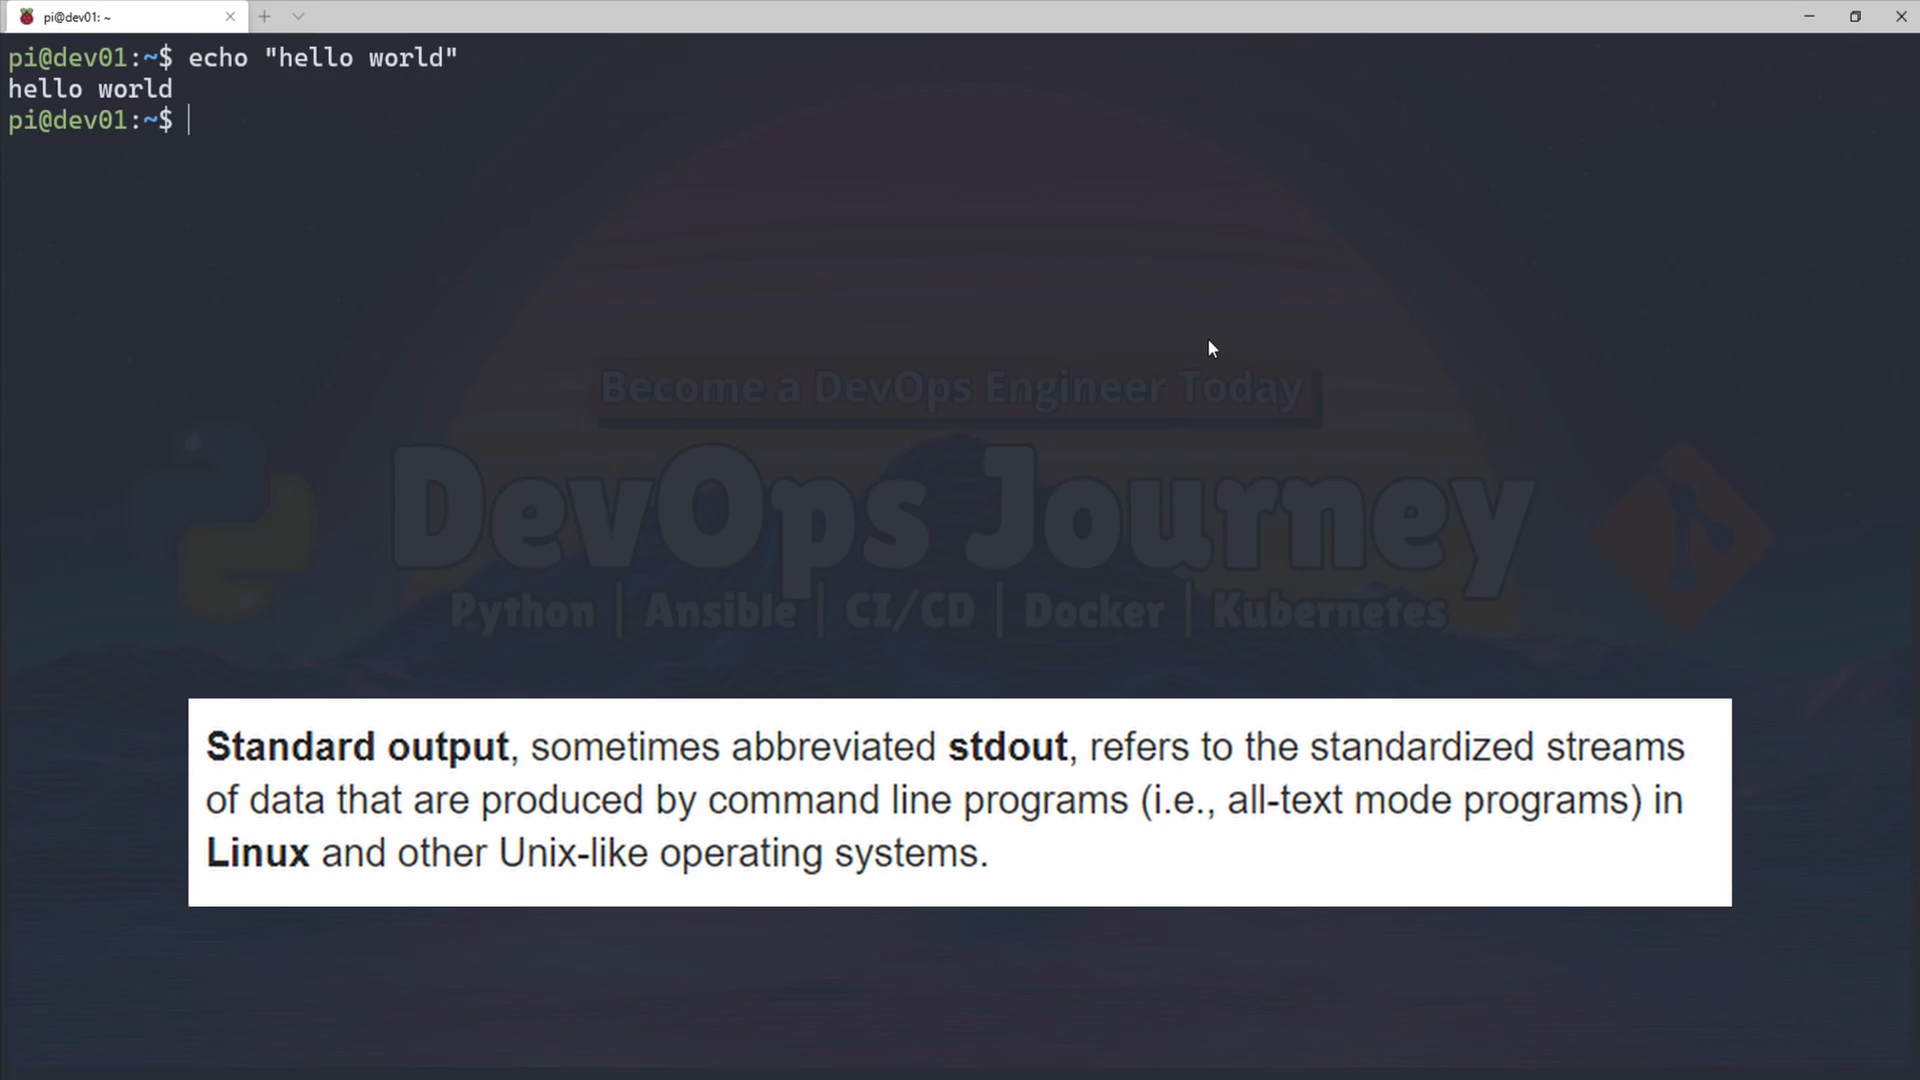 pi@dev01: ~
pi@dev01:~$ echo "hello world"
hello world
pi@dev01:~$
Become a DevOps Engineer Today
DevOps Journey
Python | Ansible | CI/CD | Docker | Kubernetes
Standard output, sometimes abbreviated stdout, refers to the standardized streams
of data that are produced by command line programs (i.e., all-text mode programs) in
Linux and other Unix-like operating systems.